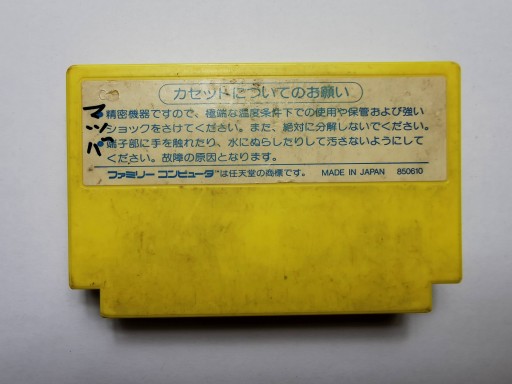 カセットについてのお願い
●精密機器ですので、極端な温度条件下での使用や保管および強い
ショックをさけてください。また、絶対に分解しないでください。
●端子部に手を触れたり、水にぬらしたりして汚さないようにして
ください。故障の原因となります。
ファミリーコンピュータ™は任天堂の商標です。 MADE IN JAPAN 850610